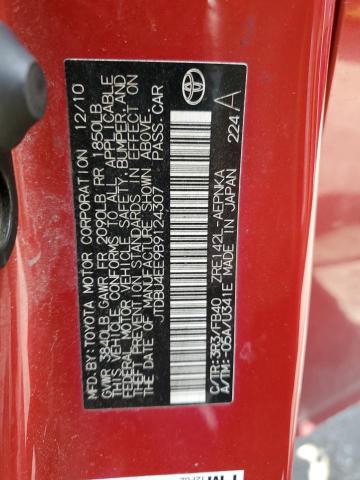 MFD. BY: TOYOTA MOTOR CORPORATION 12/10
GVWR 3840LB GAWR FR 2090LB RR 1850LB
THIS VEHICLE CONFORMS TO ALL APPLICABLE
FEDERAL MOTOR VEHICLE SAFETY, BUMPER, AND
THEFT PREVENTION STANDARDS IN EFFECT ON
THE DATE OF MANUFACTURE SHOWN ABOVE.
JTDBU4EE9B9124307 PASS.CAR
224A
C/TR:3R3/FB40 ZRE142L-AEPNKA
A/TM:-05A/U341E MADE IN JAPAN